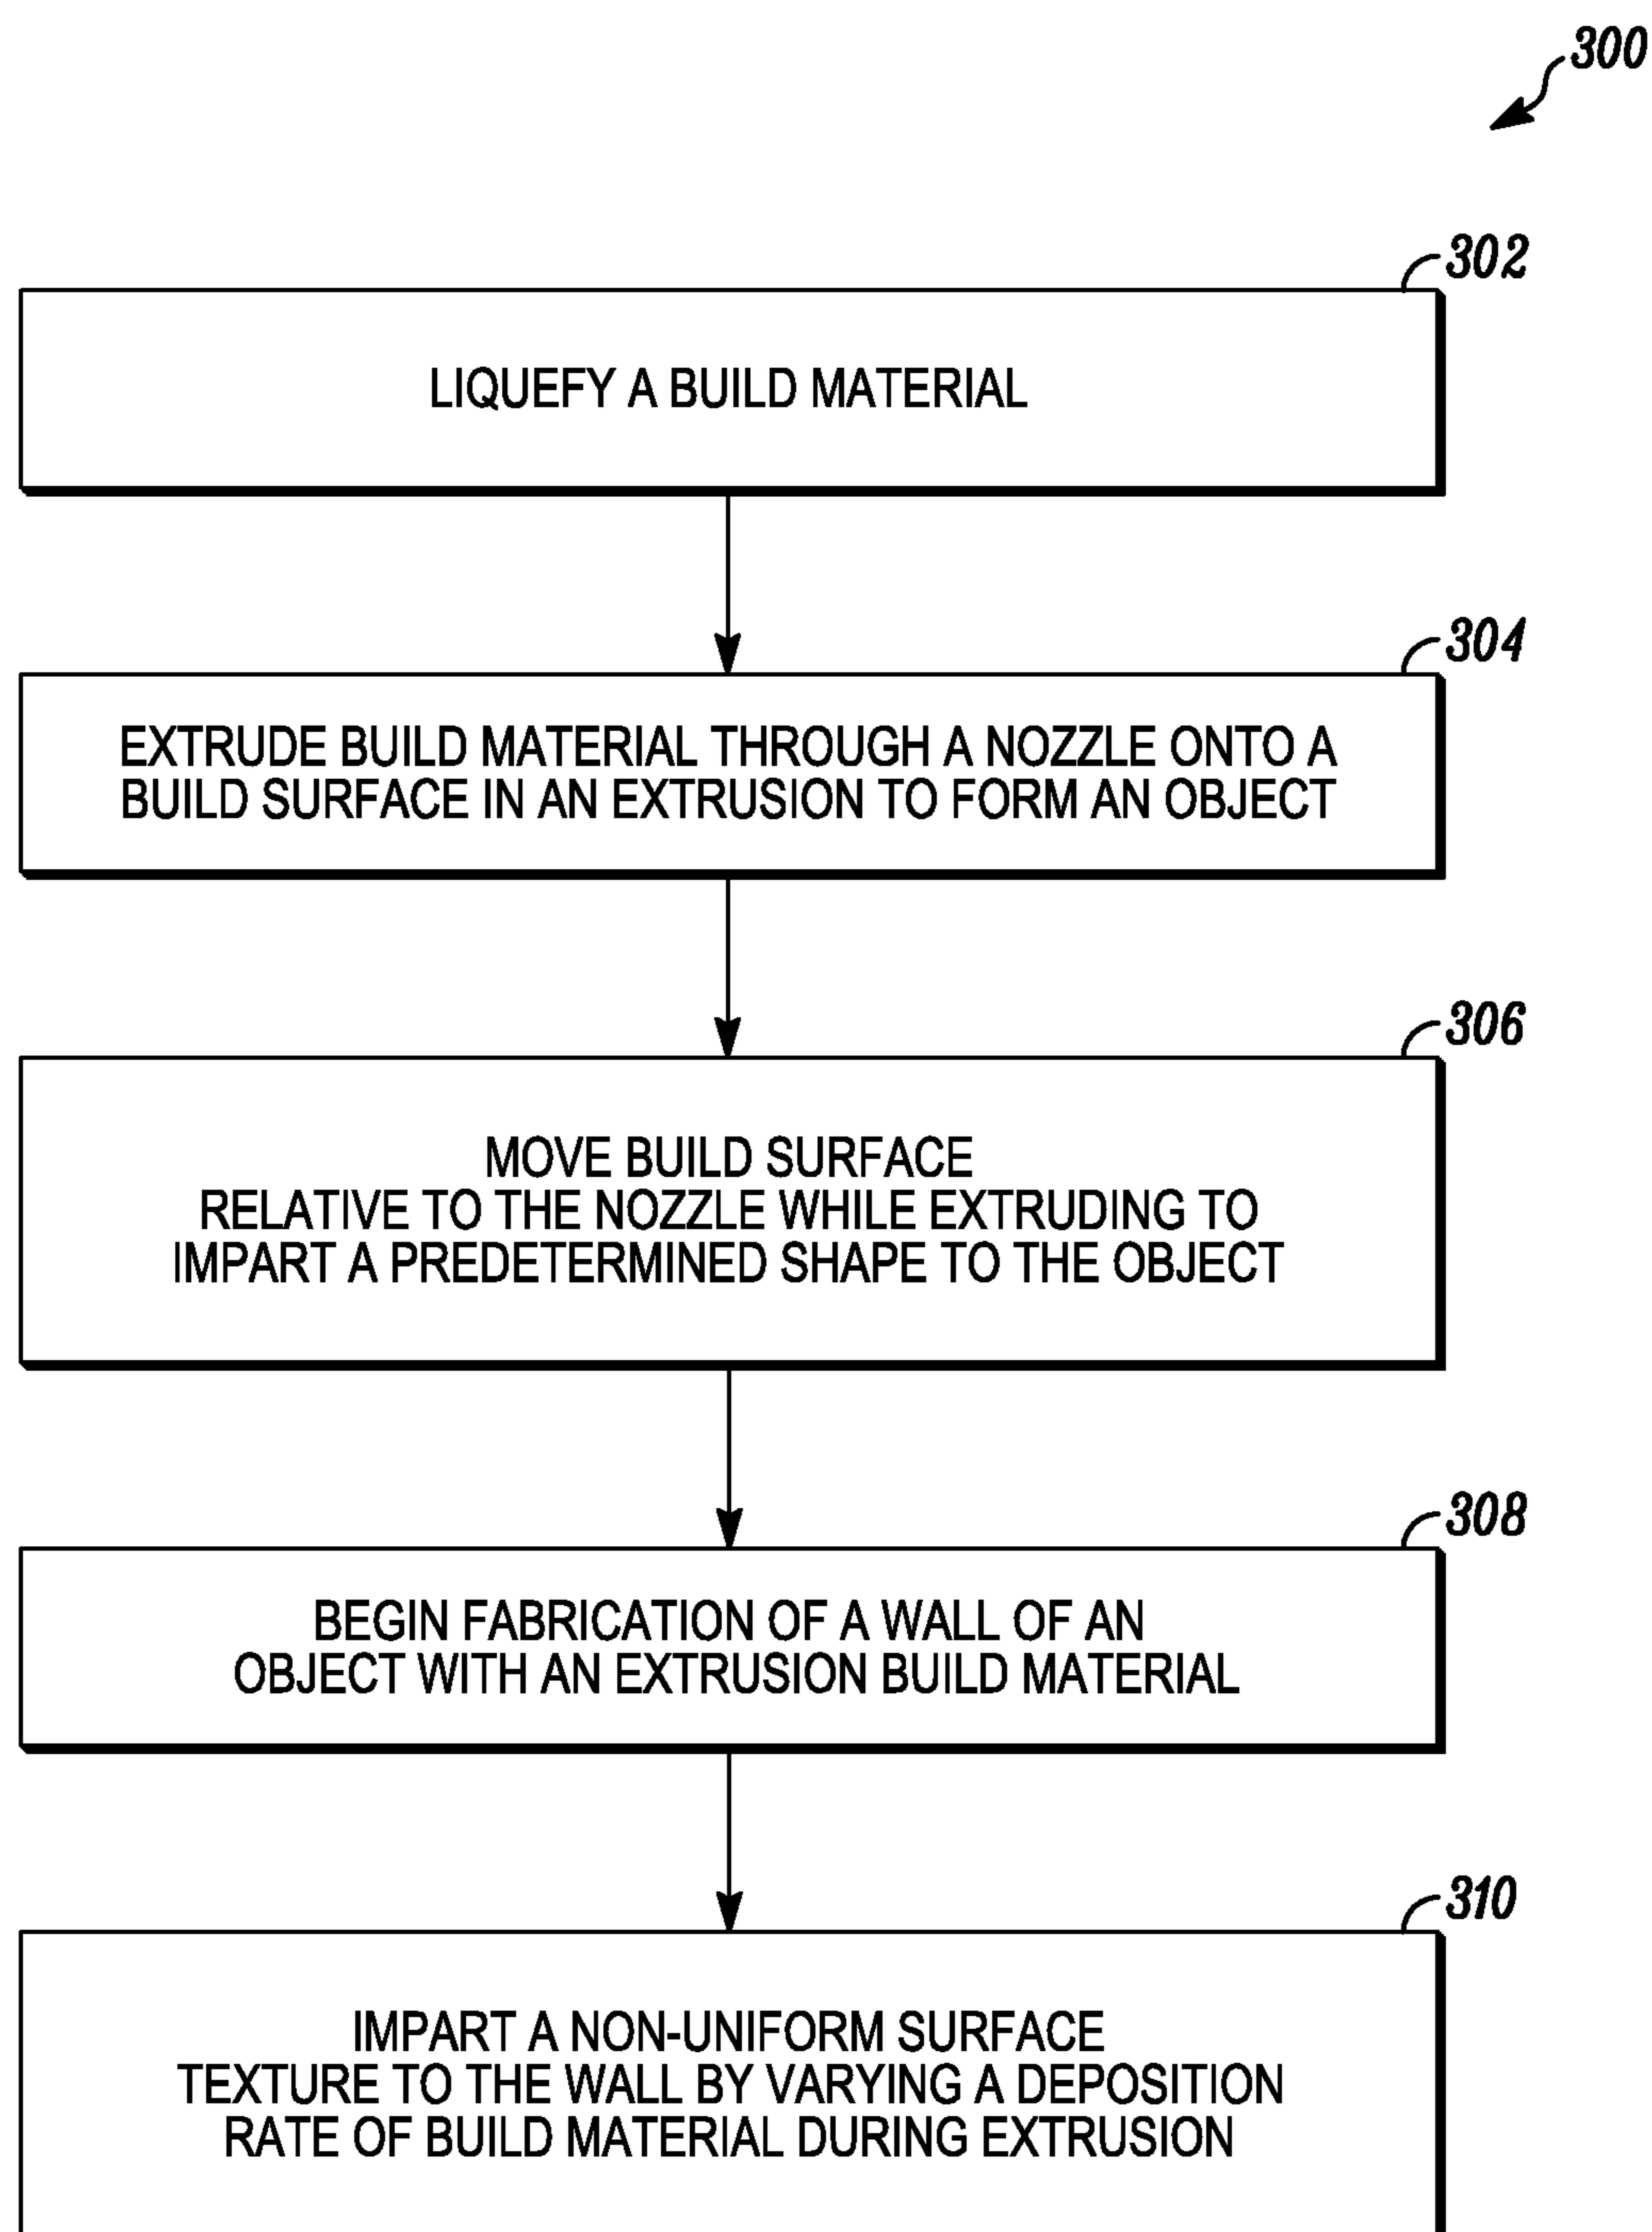 300
302
LIQUEFY A BUILD MATERIAL
304
EXTRUDE BUILD MATERIAL THROUGH A NOZZLE ONTO A
BUILD SURFACE IN AN EXTRUSION TO FORM AN OBJECT
306
MOVE BUILD SURFACE
RELATIVE TO THE NOZZLE WHILE EXTRUDING TO
IMPART A PREDETERMINED SHAPE TO THE OBJECT
308
BEGIN FABRICATION OF A WALL OF AN
OBJECT WITH AN EXTRUSION BUILD MATERIAL
310
IMPART A NON-UNIFORM SURFACE
TEXTURE TO THE WALL BY VARYING A DEPOSITION
RATE OF BUILD MATERIAL DURING EXTRUSION